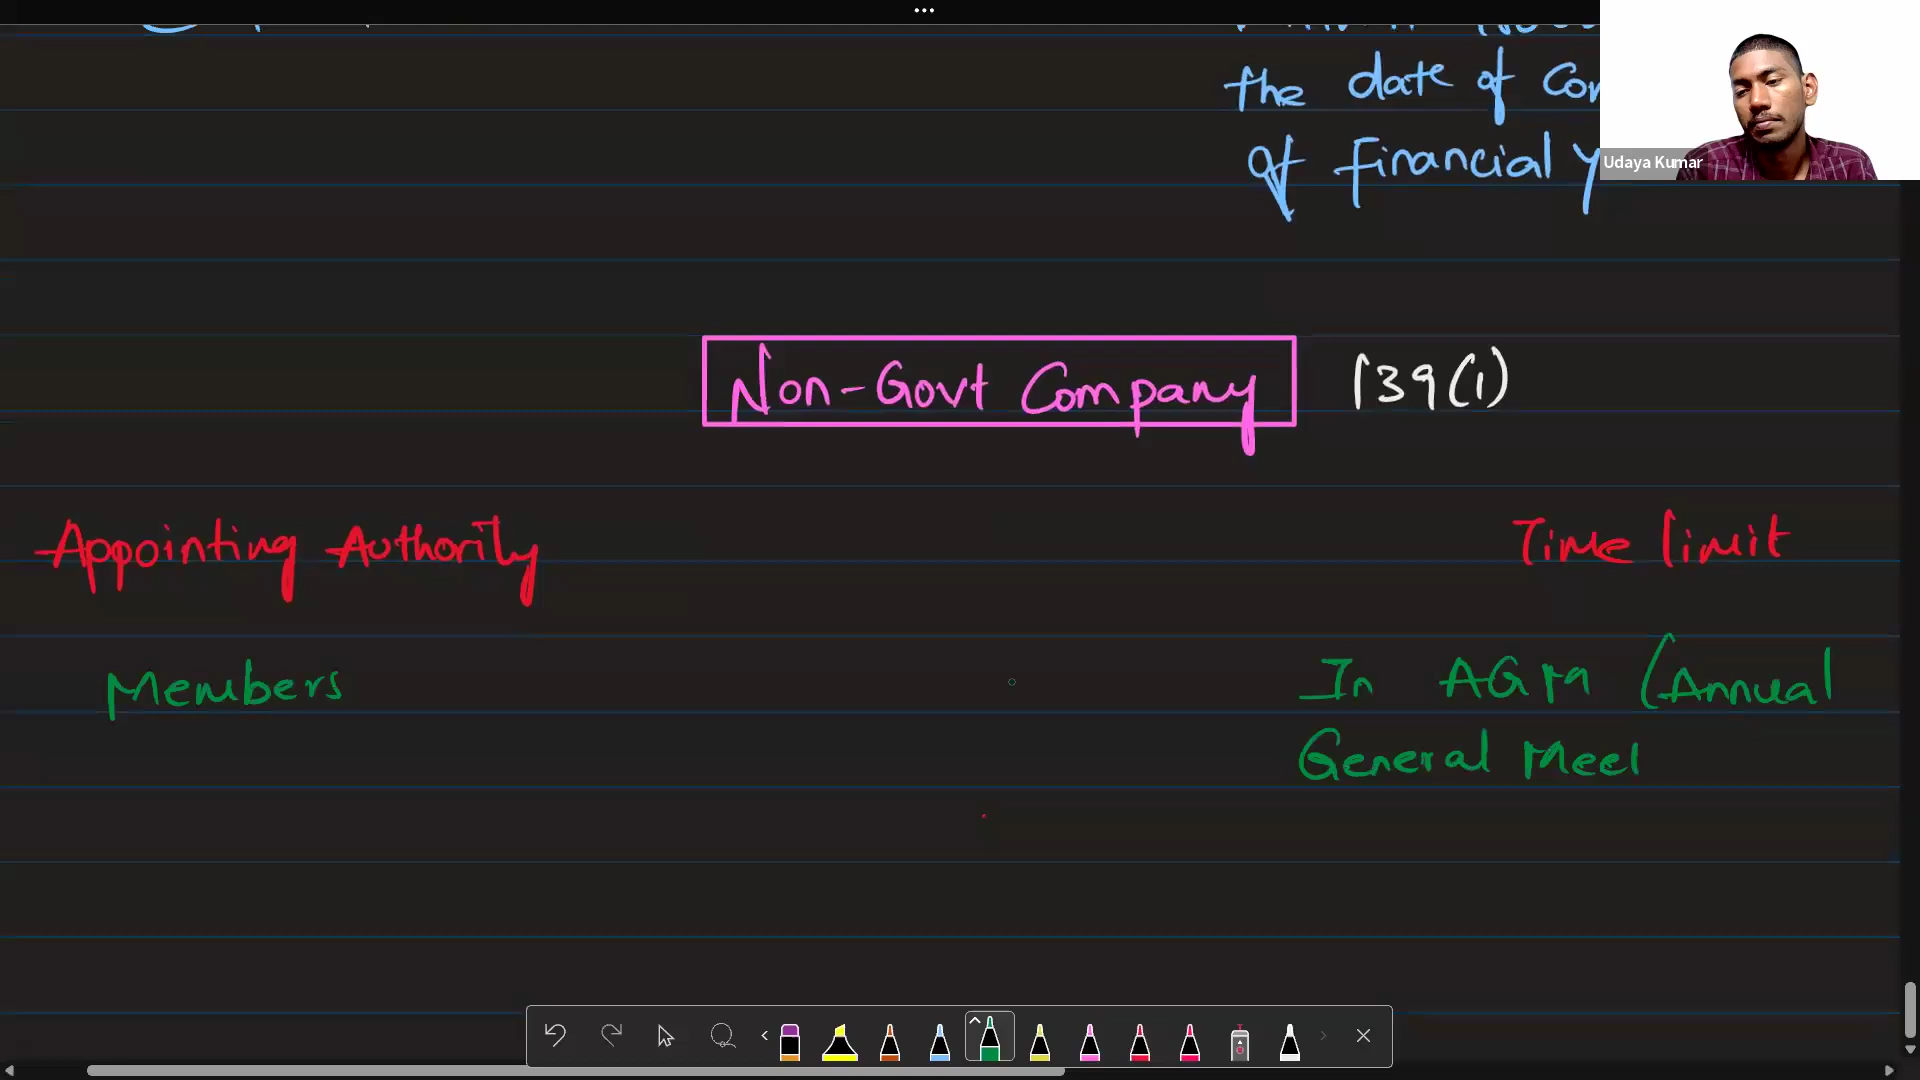 the date of
of financial
Udaya Kumar
Non-Govt Company 139(1)
Appointing Authority Time limit
Members In AGM (Annual
General Meet